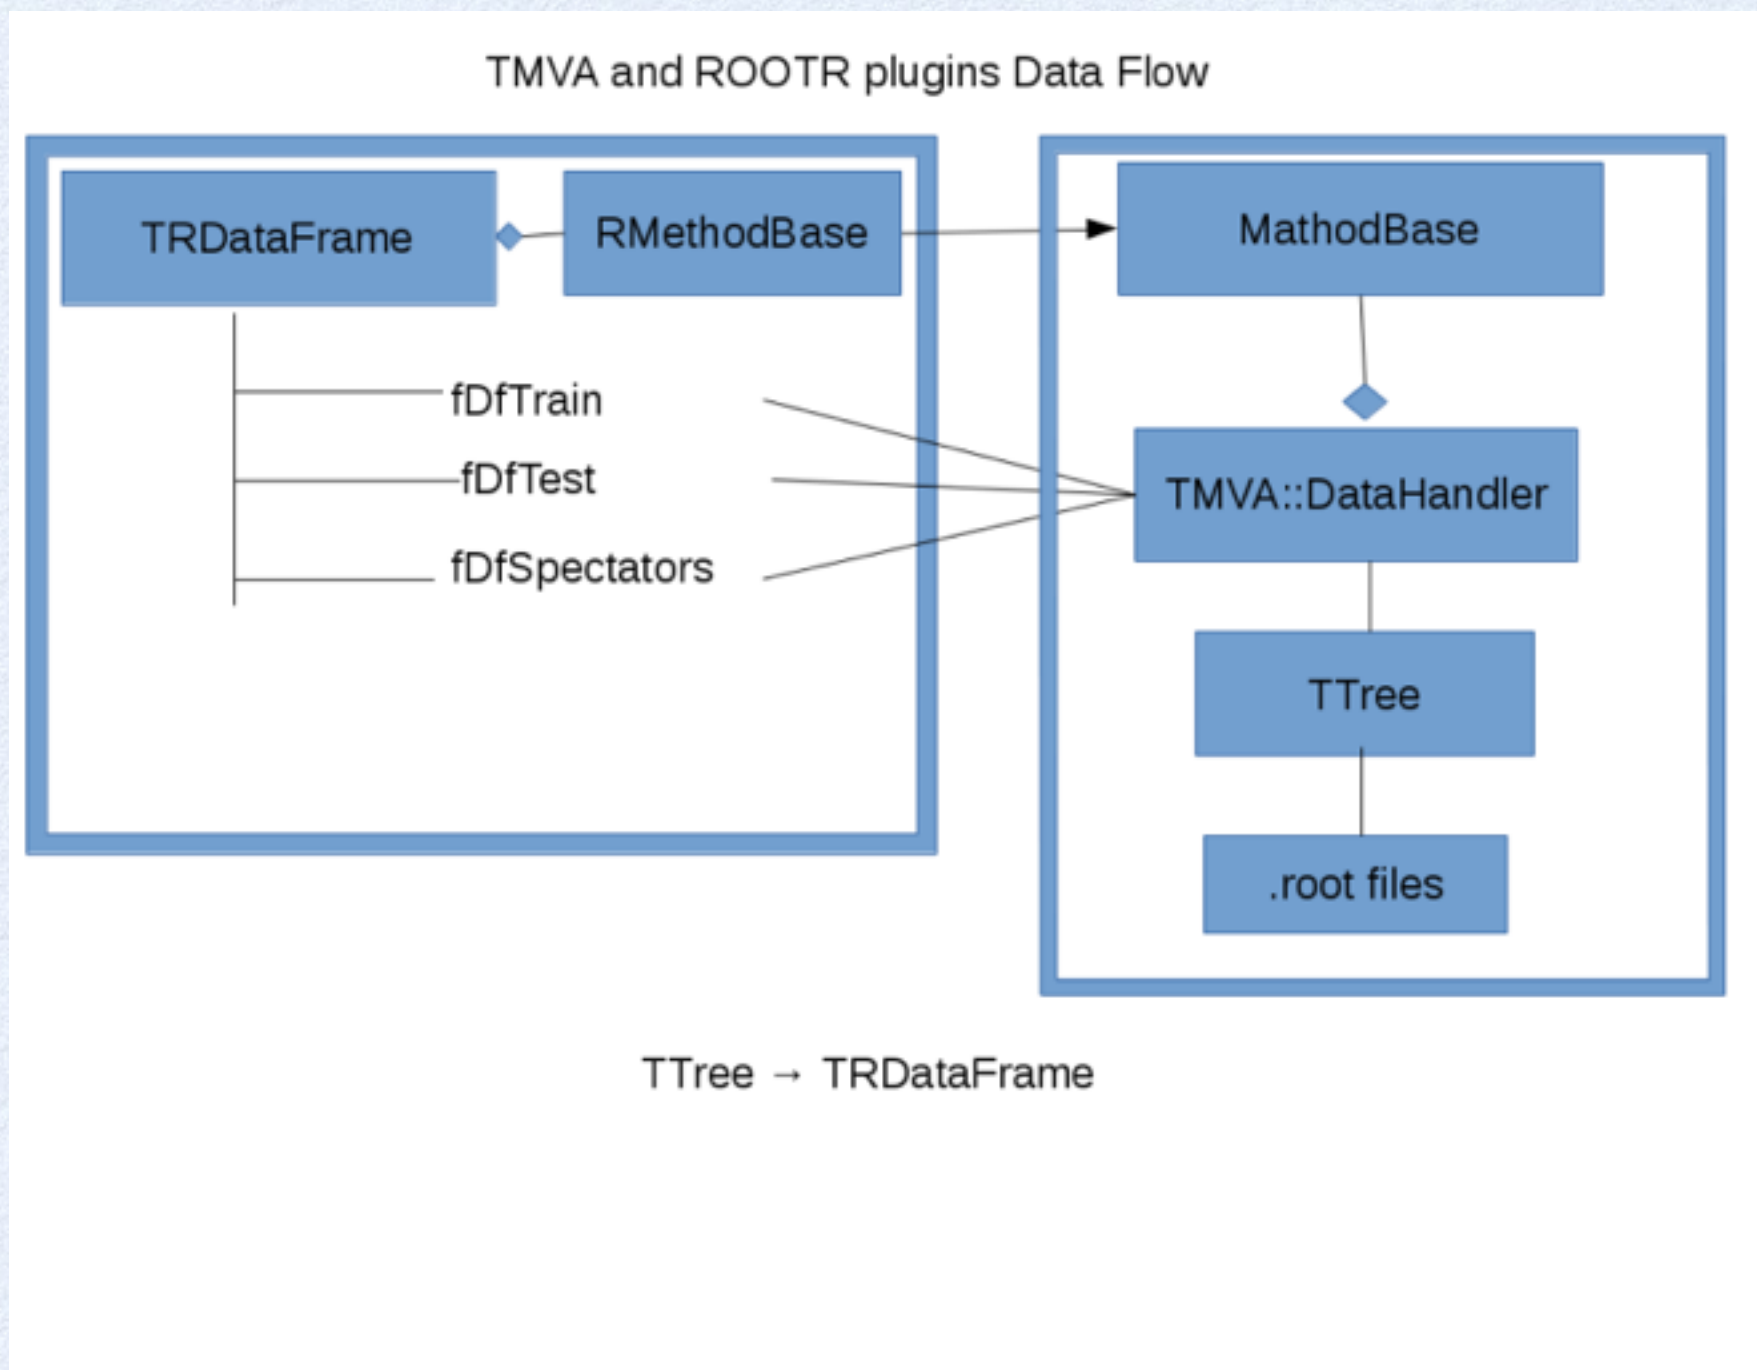 TMVA and ROOTR plugins Data Flow
TRDataFrame
RMethodBase
MathodBase
fDfTrain
fDfTest
fDfSpectators
TMVA::DataHandler
TTree
.root files
TTree → TRDataFrame